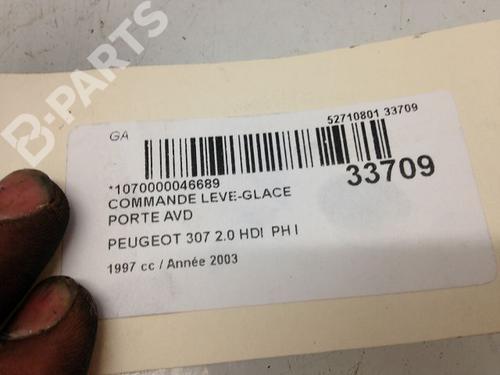 B-PARTS
GA
52710801 33709
*1070000046689
33709
COMMANDE LEVE-GLACE
PORTE AVD
PEUGEOT 307 2.0 HDI PH I
1997 cc / Année 2003